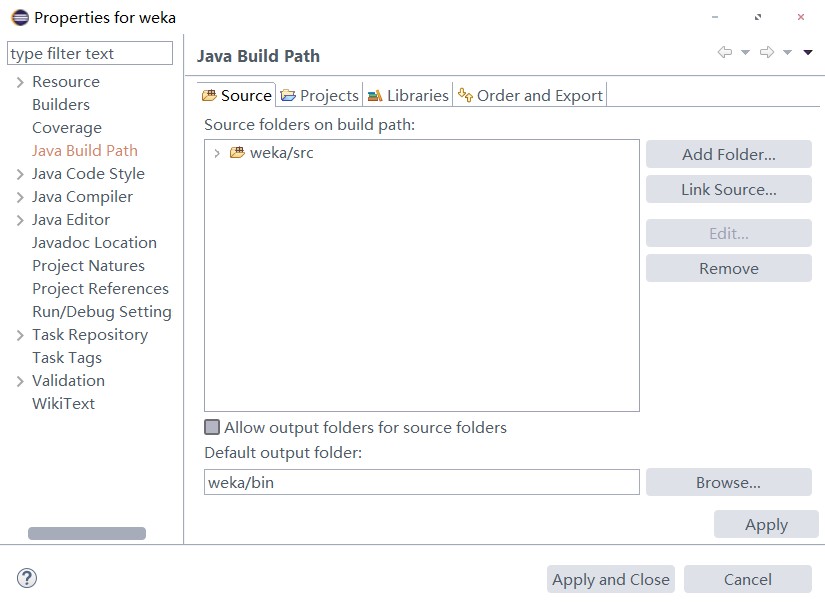 Properties for weka
type filter text
Resource
Builders
Coverage
Java Build Path
Java Code Style
Java Compiler
Java Editor
Javadoc Location
Project Natures
Project References
Run/Debug Setting
Task Repository
Task Tags
Validation
WikiText
Java Build Path
Source Projects Libraries Order and Export
Source folders on build path:
weka/src
Add Folder...
Link Source...
Edit...
Remove
Allow output folders for source folders
Default output folder:
weka/bin
Browse...
Apply
?
Apply and Close Cancel